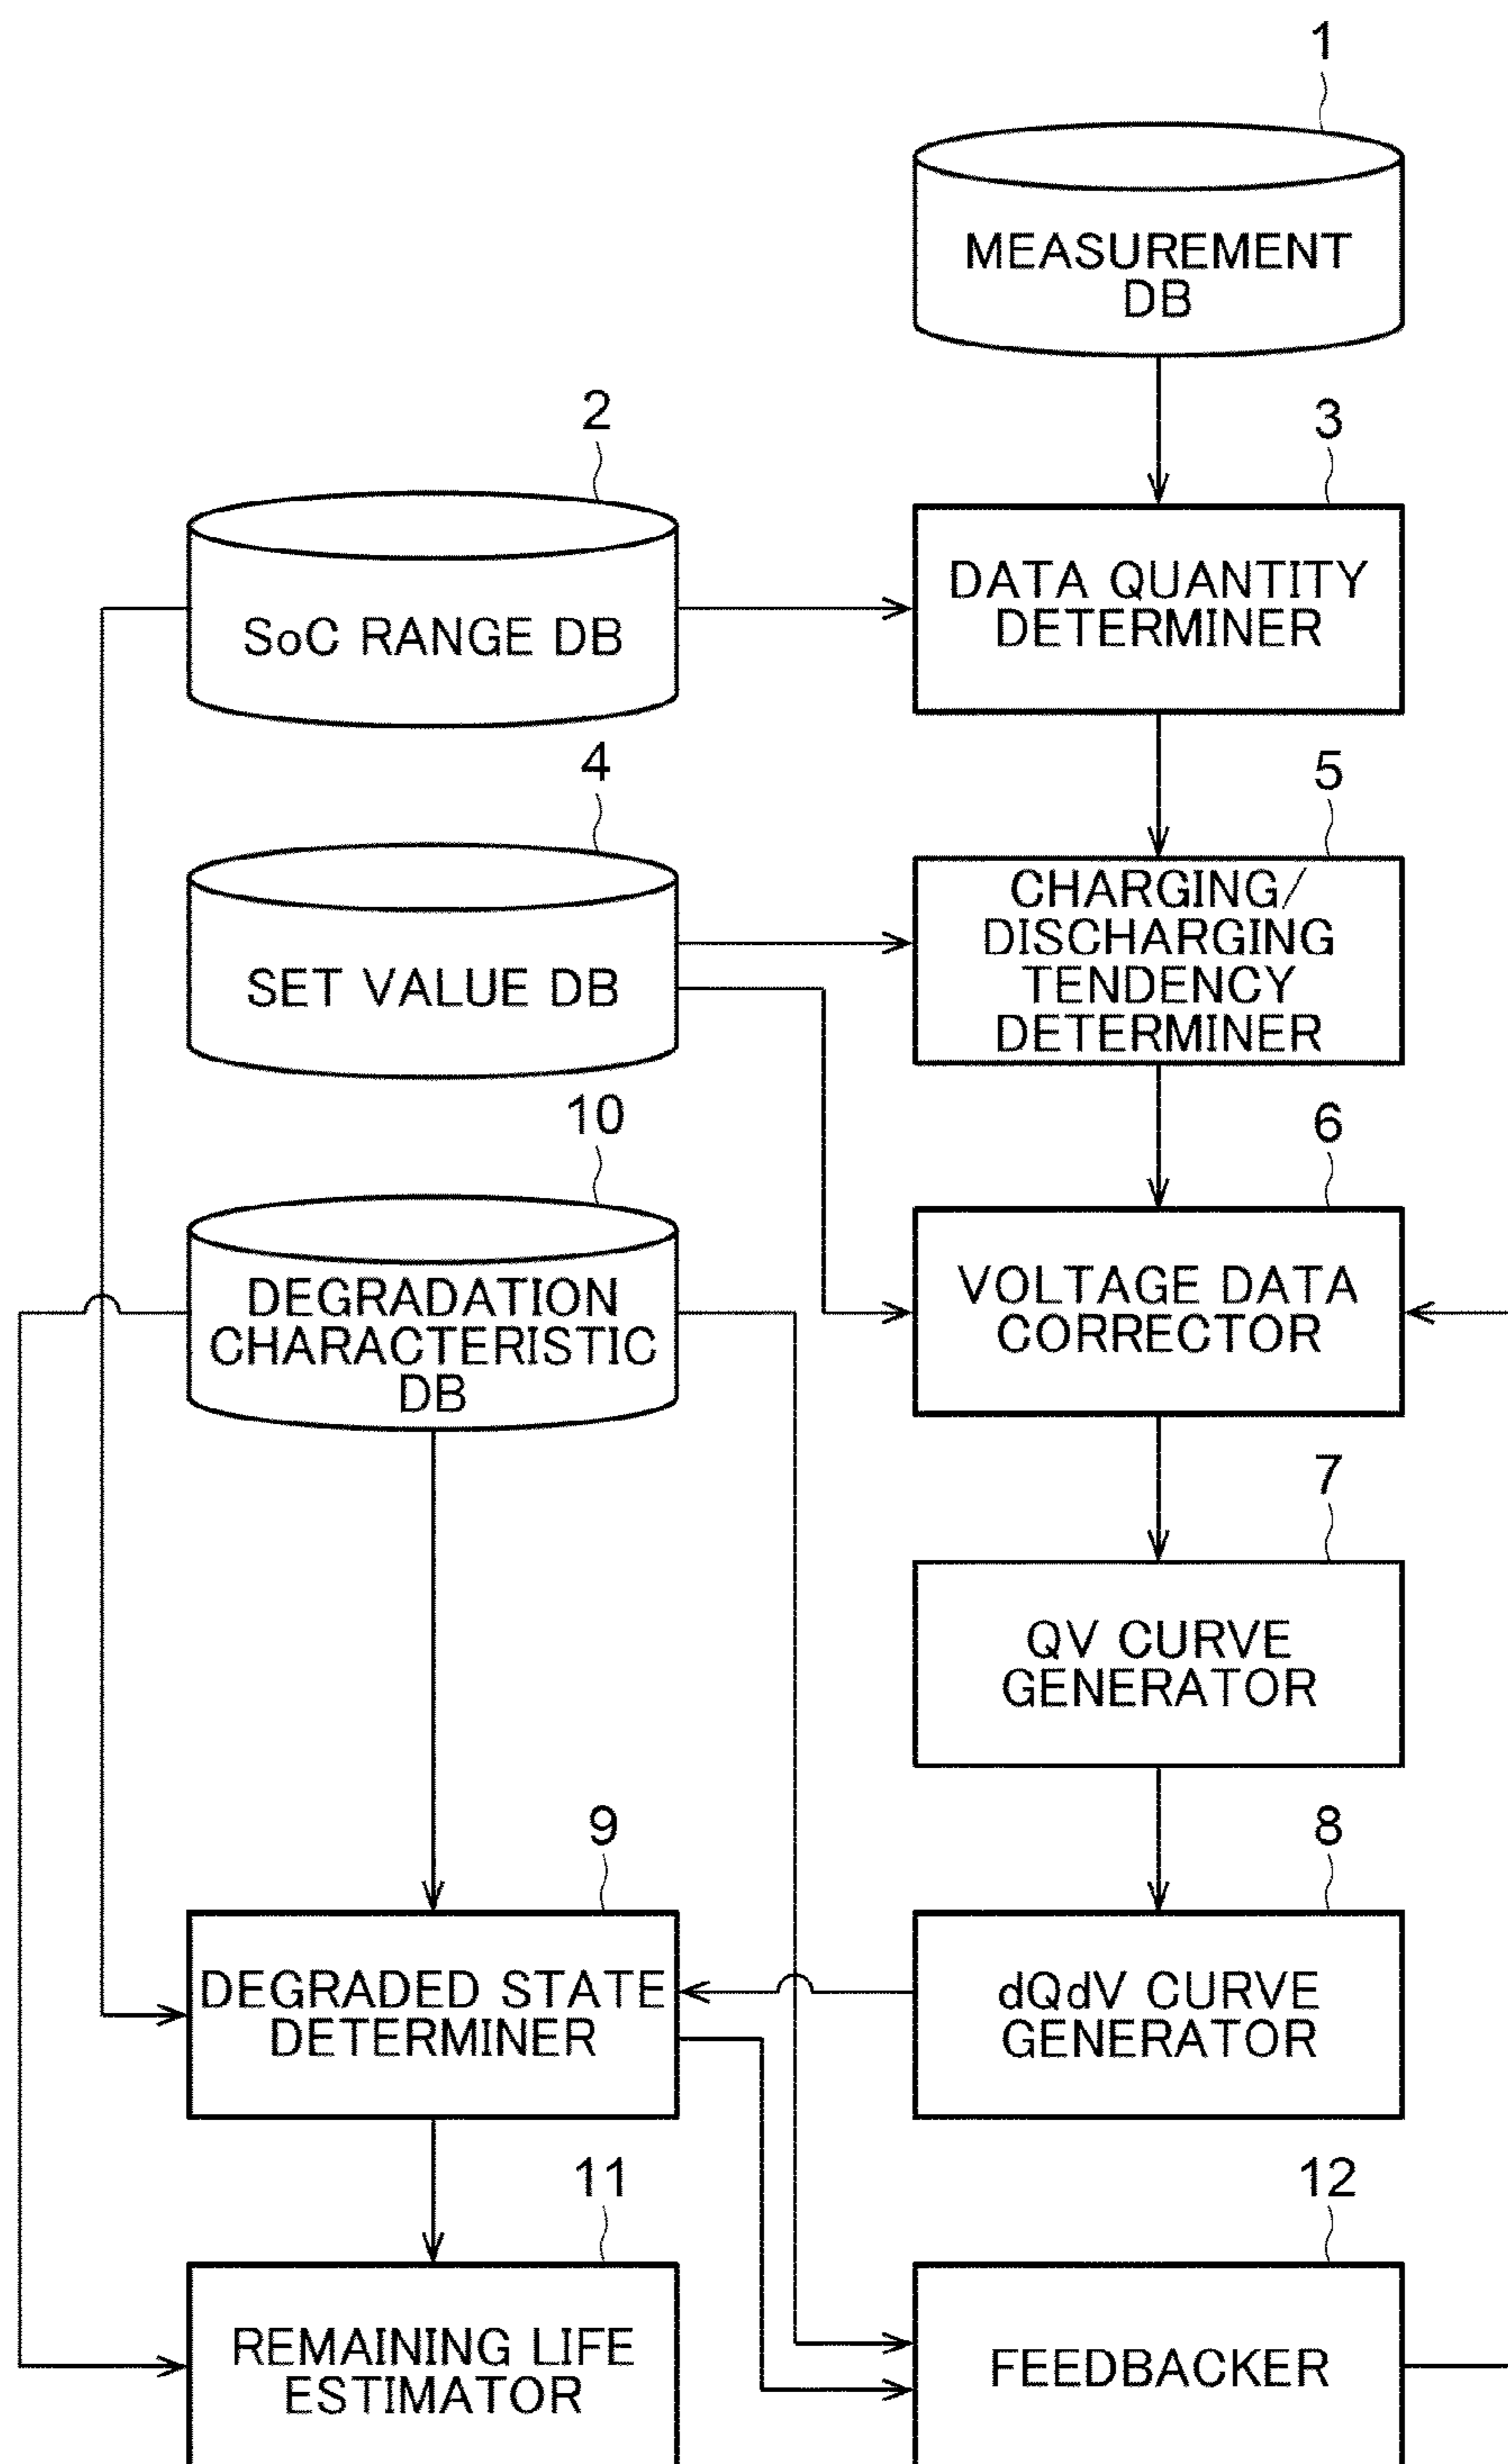 1
MEASUREMENT
DB
2
SoC RANGE DB
3
DATA QUANTITY
DETERMINER
4
SET VALUE DB
5
CHARGING/
DISCHARGING
TENDENCY
DETERMINER
10
DEGRADATION
CHARACTERISTIC
DB
6
VOLTAGE DATA
CORRECTOR
7
QV CURVE
GENERATOR
9
DEGRADED STATE
DETERMINER
8
dQdV CURVE
GENERATOR
11
REMAINING LIFE
ESTIMATOR
12
FEEDBACKER